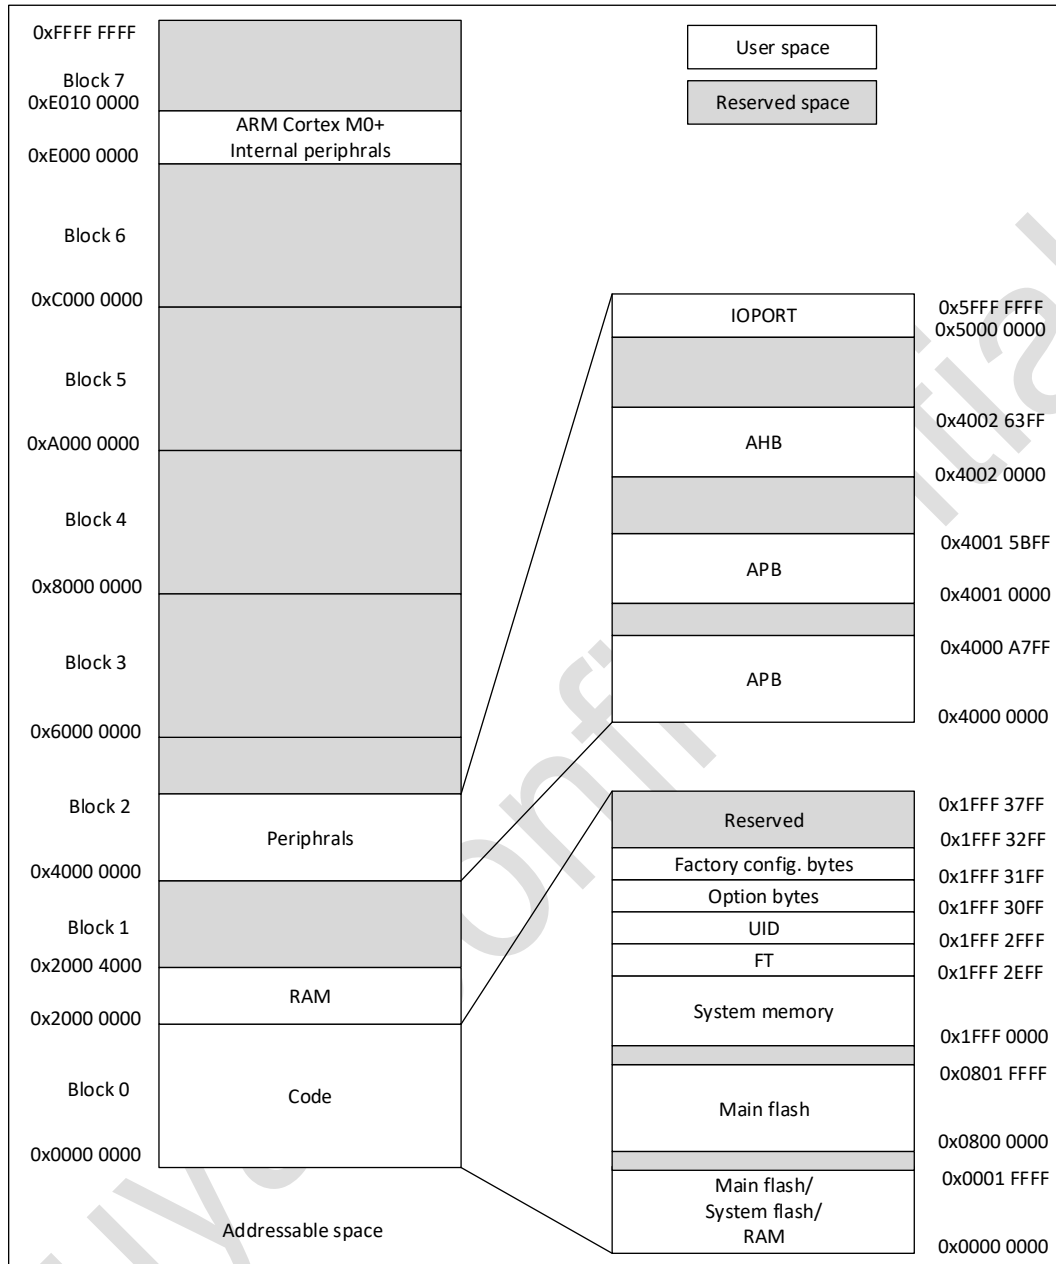 0xFFFF FFFF
Block 7
0xE010 0000
ARM Cortex M0+
Internal periphrals
0xE000 0000
Block 6
0xC000 0000
Block 5
0xA000 0000
Block 4
0x8000 0000
Block 3
0x6000 0000
Block 2
Periphrals
0x4000 0000
Block 1
0x2000 4000
RAM
0x2000 0000
Block 0
Code
0x0000 0000
Addressable space
User space
Reserved space
IOPORT
0x5FFF FFFF
0x5000 0000
AHB
0x4002 63FF
0x4002 0000
APB
0x4001 5BFF
0x4001 0000
0x4000 A7FF
APB
0x4000 0000
Reserved
0x1FFF 37FF
0x1FFF 32FF
Factory config. bytes
0x1FFF 31FF
Option bytes
0x1FFF 30FF
UID
0x1FFF 2FFF
FT
0x1FFF 2EFF
System memory
0x1FFF 0000
0x0801 FFFF
Main flash
0x0800 0000
0x0001 FFFF
Main flash/
System flash/
RAM
0x0000 0000